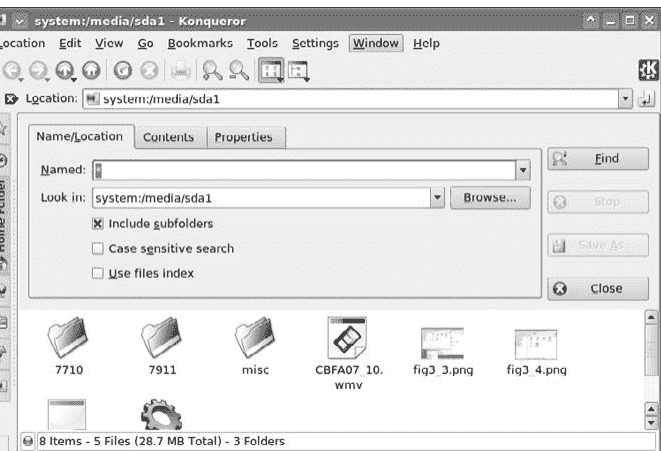 system:/media/sda1 - Konqueror
Location Edit View Go Bookmarks Tools Settings Window Help
Location: system:/media/sda1
Name/Location Contents Properties
Named: *
Find
Look in: system:/media/sda1 Browse...
Stop
Include subfolders
Case sensitive search
Save As...
Use files index
Close
Home Folder
7710 7911 misc CBFA07_10.wmv fig3_3.png fig3_4.png
8 Items - 5 Files (28.7 MB Total) - 3 Folders